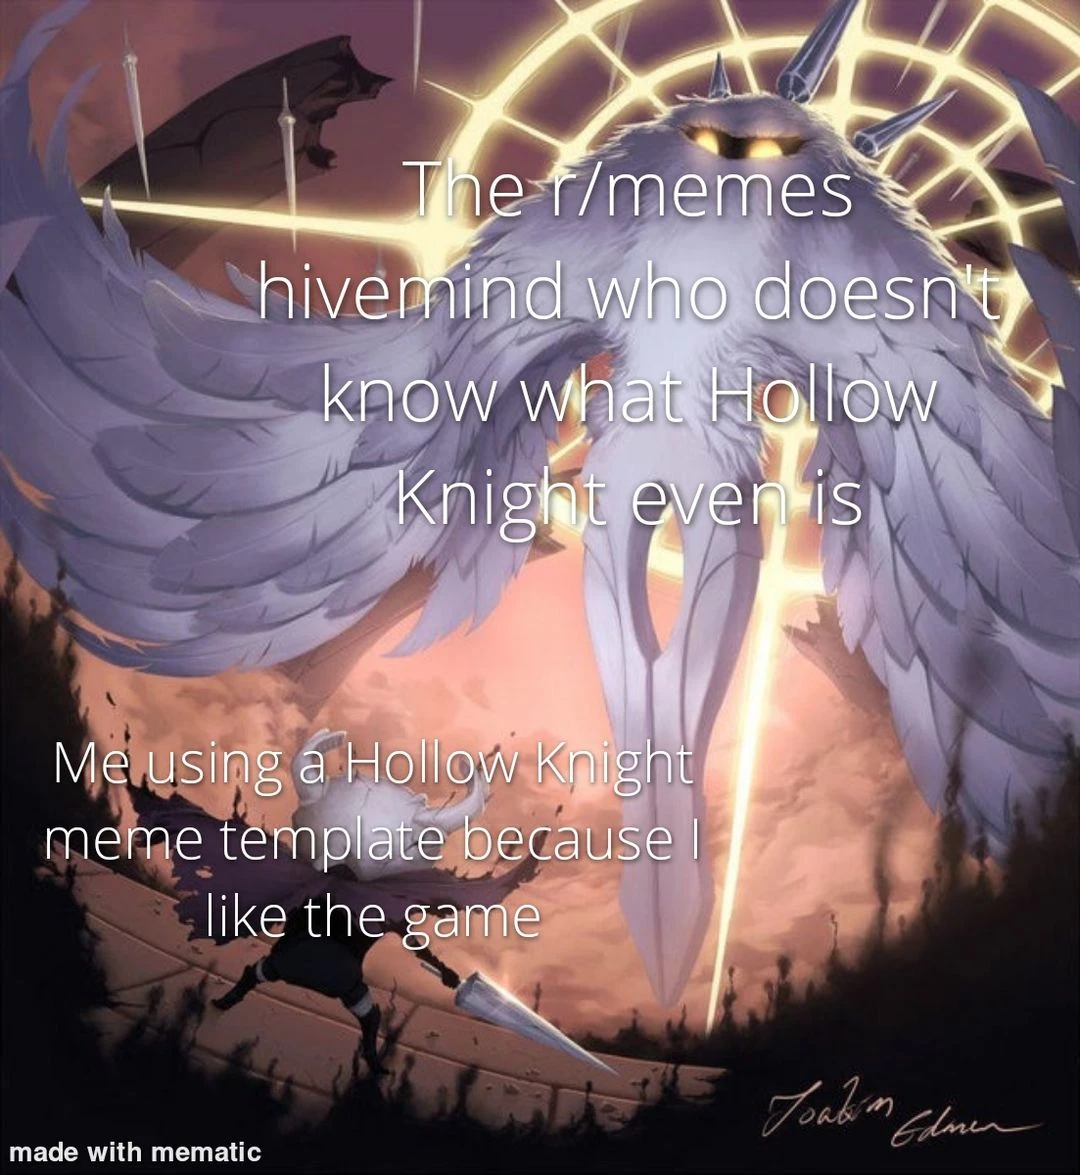 The r/memes
hivemind who doesn't
know what Hollow
Knight even is
Me using a Hollow Knight
meme template because I
like the game
made with mematic